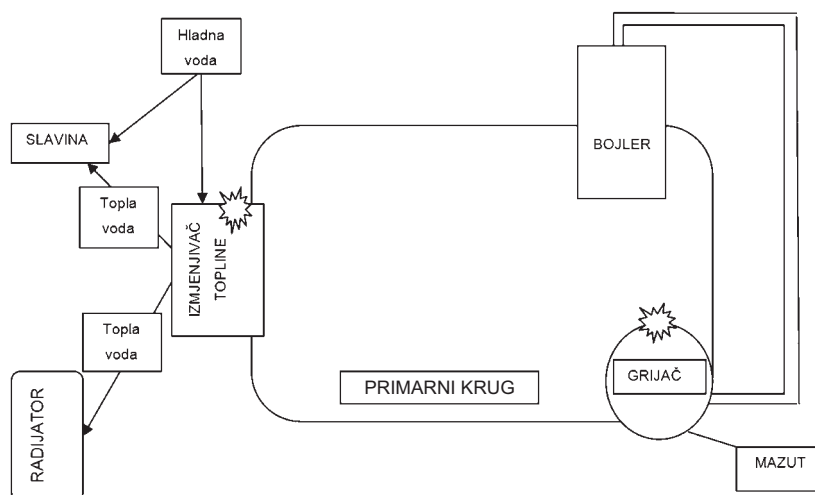 Hladna
voda
SLAVINA
BOJLER
Topla
voda
IZMJENJIVAČ
TOPLINE
Topla
voda
PRIMARNI KRUG
GRIJAČ
RADIJATOR
MAZUT